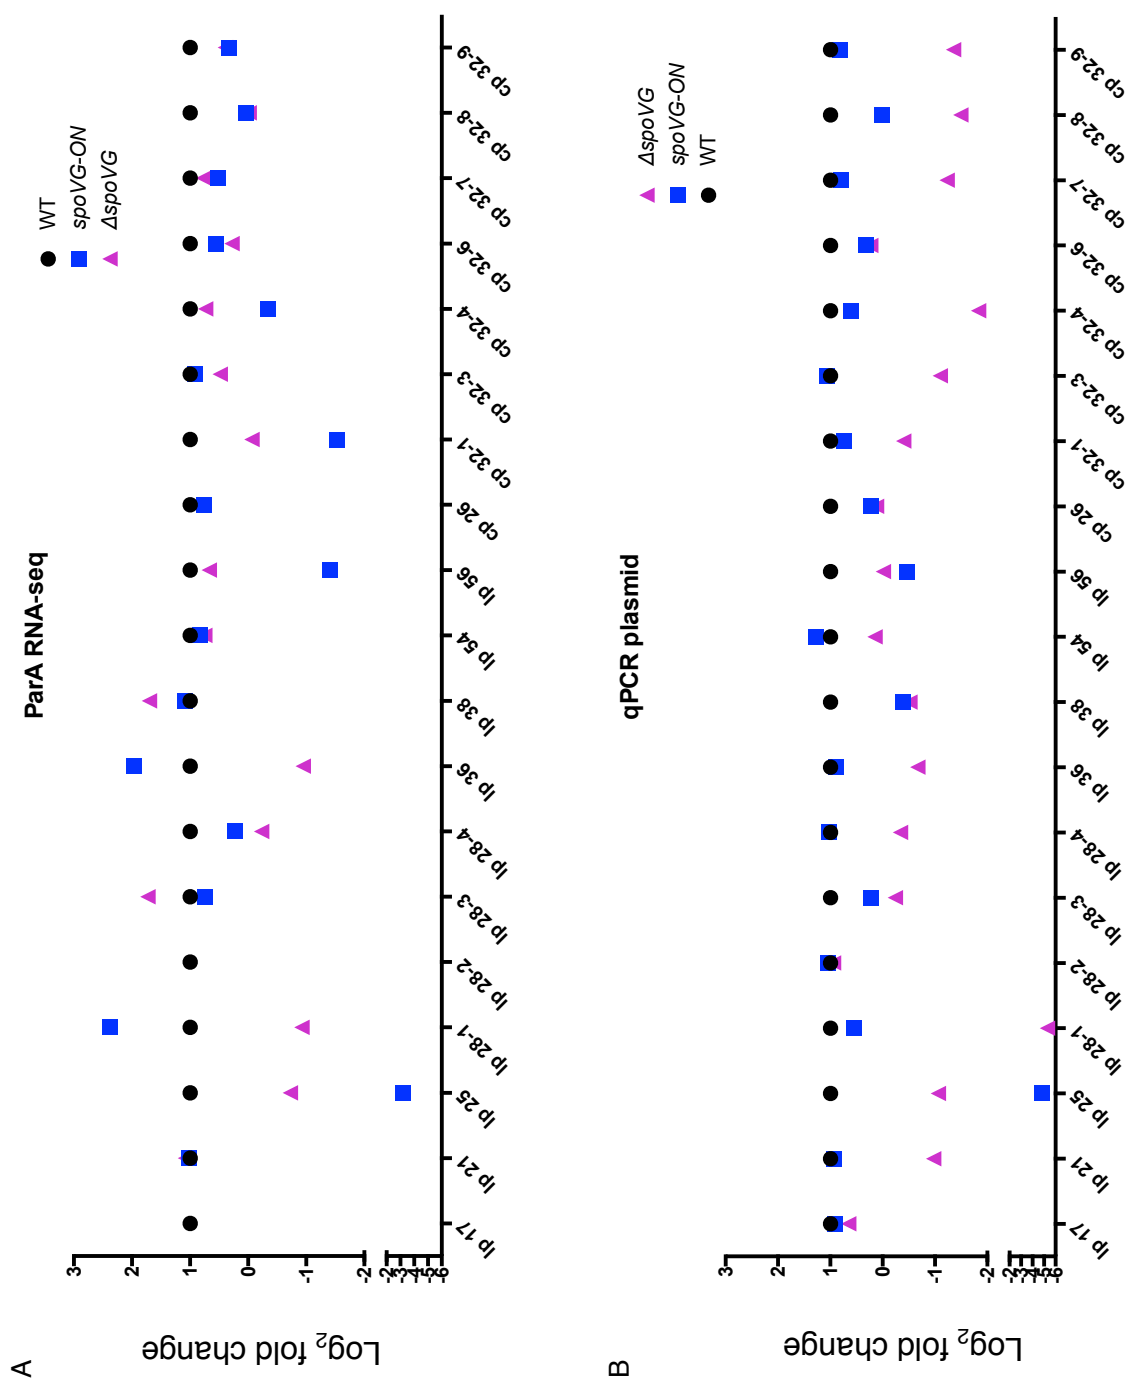 A
ParA RNA-seq
WT
spoVG-ON
ΔspoVG
Log₂ fold change
3
2
1
0
-1
-2
-2
-3
-4
-5
-6
lp 17
lp 21
lp 25
lp 28-1
lp 28-2
lp 28-3
lp 28-4
lp 36
lp 38
lp 54
lp 56
cp 26
cp 32-1
cp 32-3
cp 32-4
cp 32-6
cp 32-7
cp 32-8
cp 32-9
B
qPCR plasmid
ΔspoVG
spoVG-ON
WT
Log₂ fold change
3
2
1
0
-1
-2
-2
-3
-4
-5
-6
lp 17
lp 21
lp 25
lp 28-1
lp 28-2
lp 28-3
lp 28-4
lp 36
lp 38
lp 54
lp 56
cp 26
cp 32-1
cp 32-3
cp 32-4
cp 32-6
cp 32-7
cp 32-8
cp 32-9